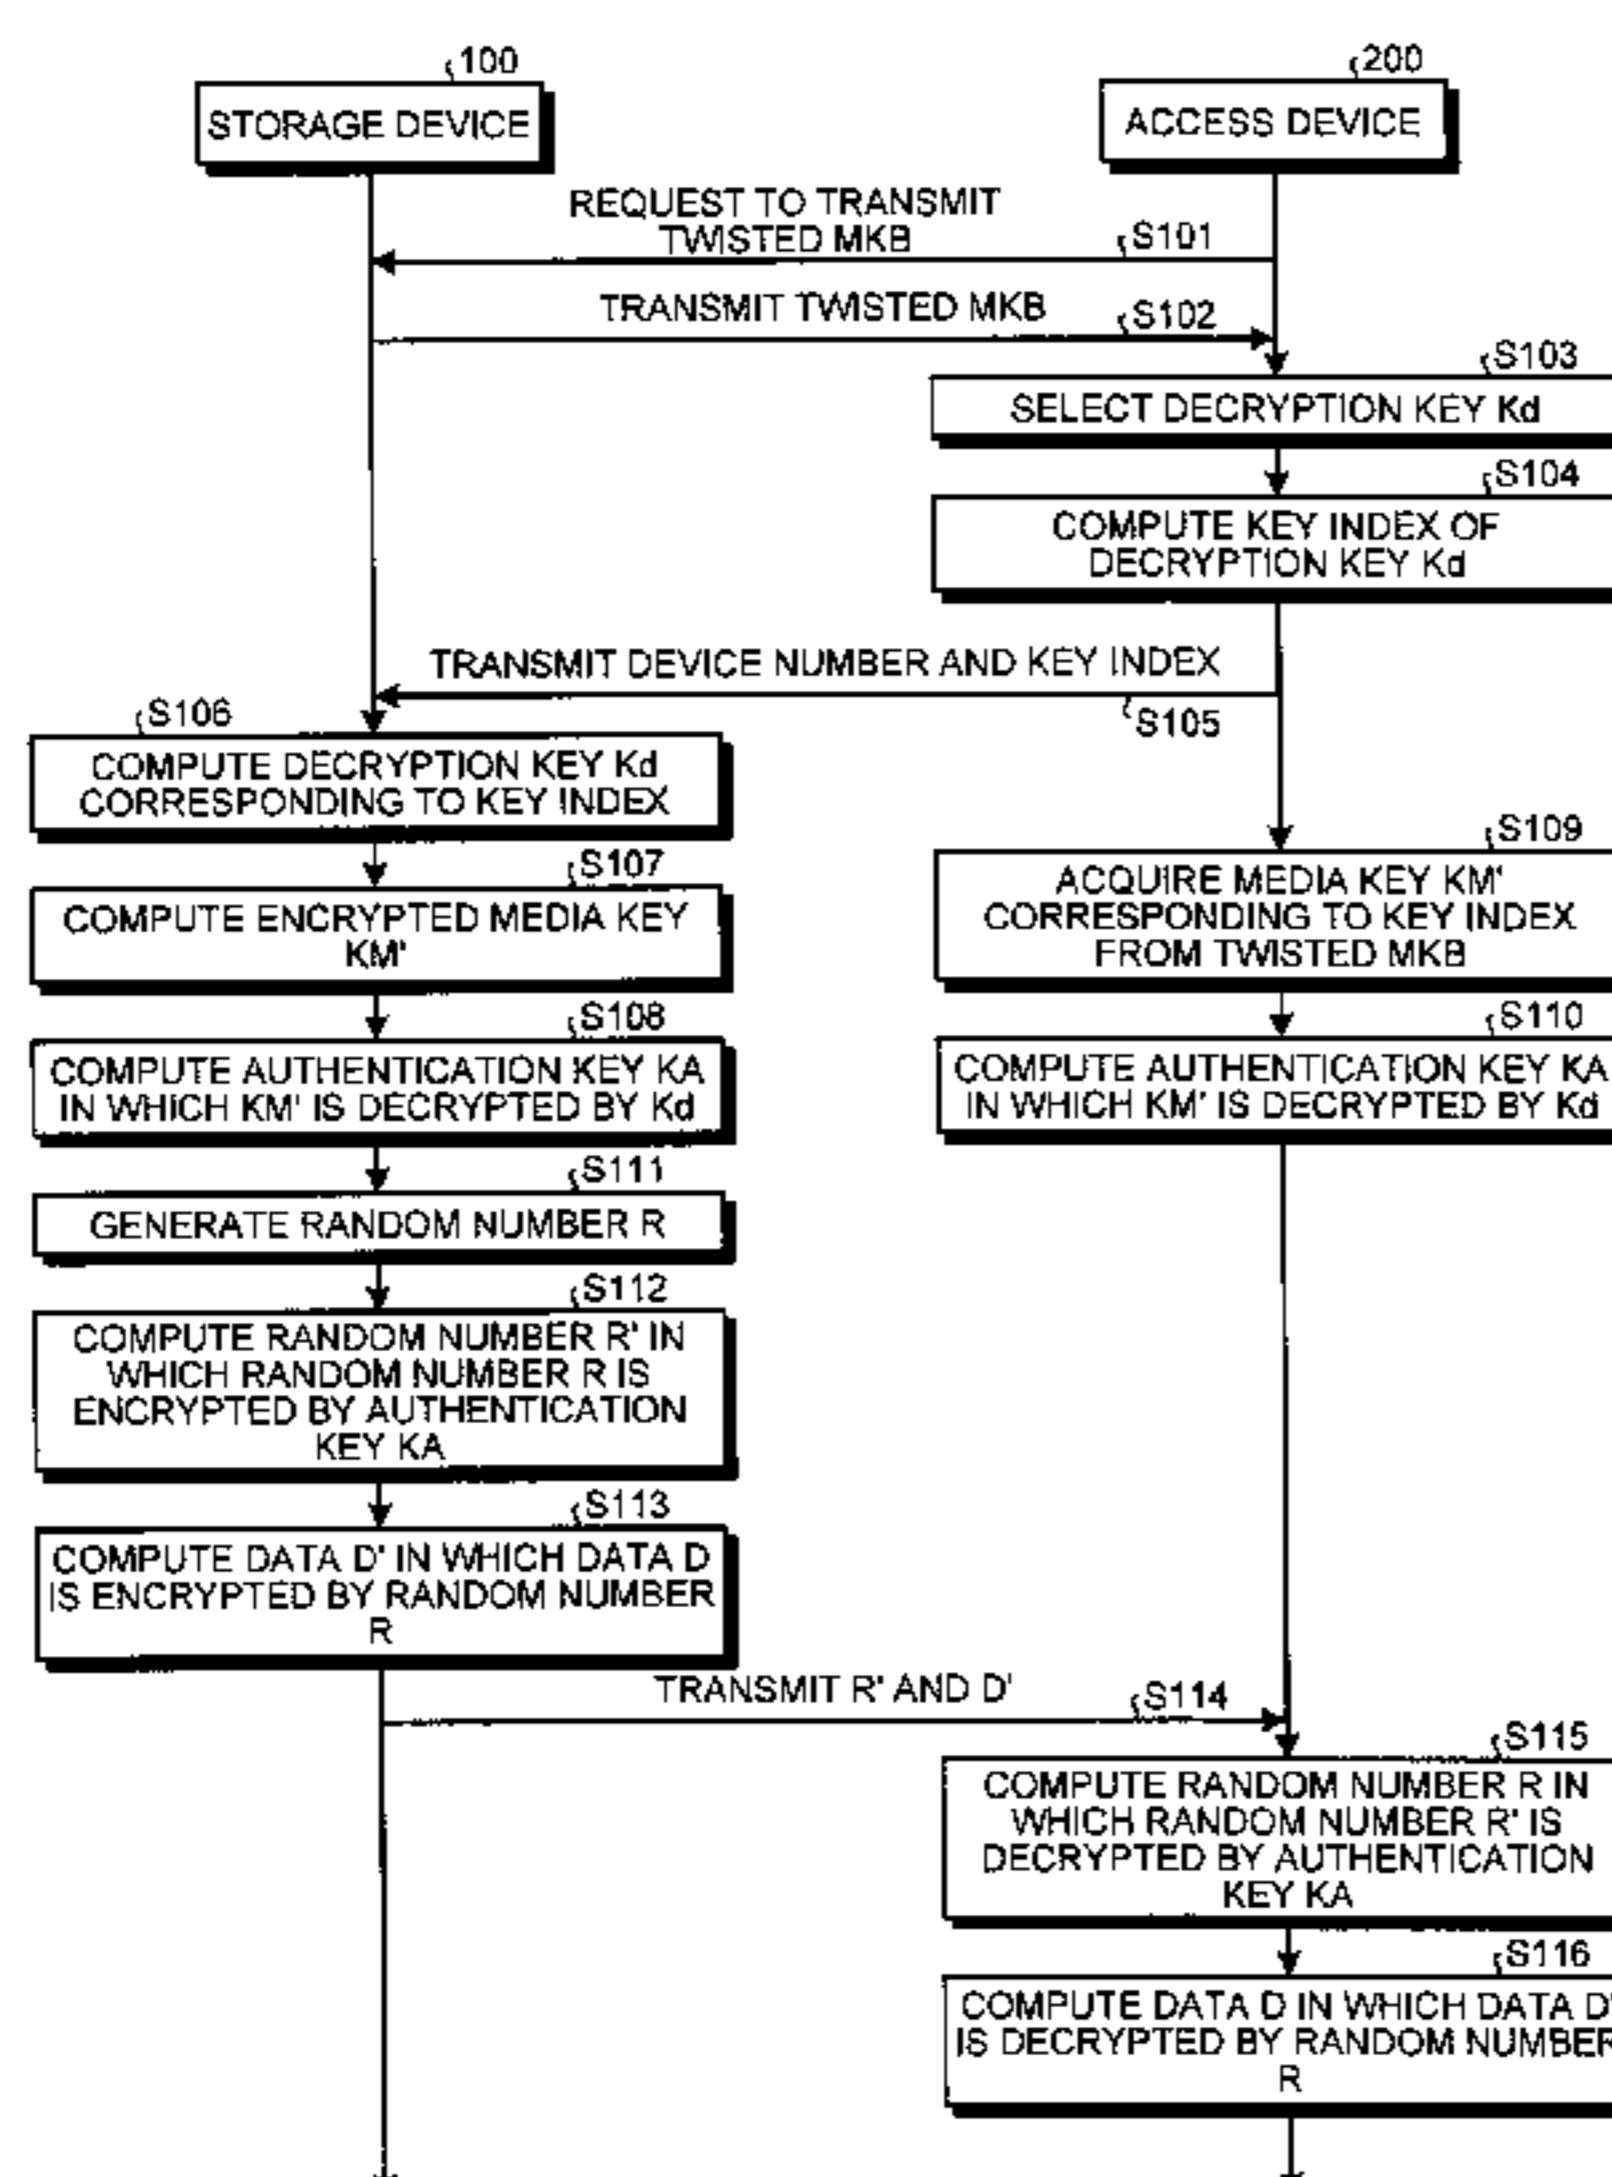 100
STORAGE DEVICE
200
ACCESS DEVICE
REQUEST TO TRANSMIT
TWISTED MKB
S101
TRANSMIT TWISTED MKB
S102
S103
SELECT DECRYPTION KEY Kd
S104
COMPUTE KEY INDEX OF
DECRYPTION KEY Kd
TRANSMIT DEVICE NUMBER AND KEY INDEX
S105
S106
COMPUTE DECRYPTION KEY Kd
CORRESPONDING TO KEY INDEX
S107
COMPUTE ENCRYPTED MEDIA KEY
KM'
S108
COMPUTE AUTHENTICATION KEY KA
IN WHICH KM' IS DECRYPTED BY Kd
S109
ACQUIRE MEDIA KEY KM'
CORRESPONDING TO KEY INDEX
FROM TWISTED MKB
S110
COMPUTE AUTHENTICATION KEY KA
IN WHICH KM' IS DECRYPTED BY Kd
S111
GENERATE RANDOM NUMBER R
S112
COMPUTE RANDOM NUMBER R' IN
WHICH RANDOM NUMBER R IS
ENCRYPTED BY AUTHENTICATION
KEY KA
S113
COMPUTE DATA D' IN WHICH DATA D
IS ENCRYPTED BY RANDOM NUMBER
R
TRANSMIT R' AND D'
S114
S115
COMPUTE RANDOM NUMBER R IN
WHICH RANDOM NUMBER R' IS
DECRYPTED BY AUTHENTICATION
KEY KA
S116
COMPUTE DATA D IN WHICH DATA D'
IS DECRYPTED BY RANDOM NUMBER
R